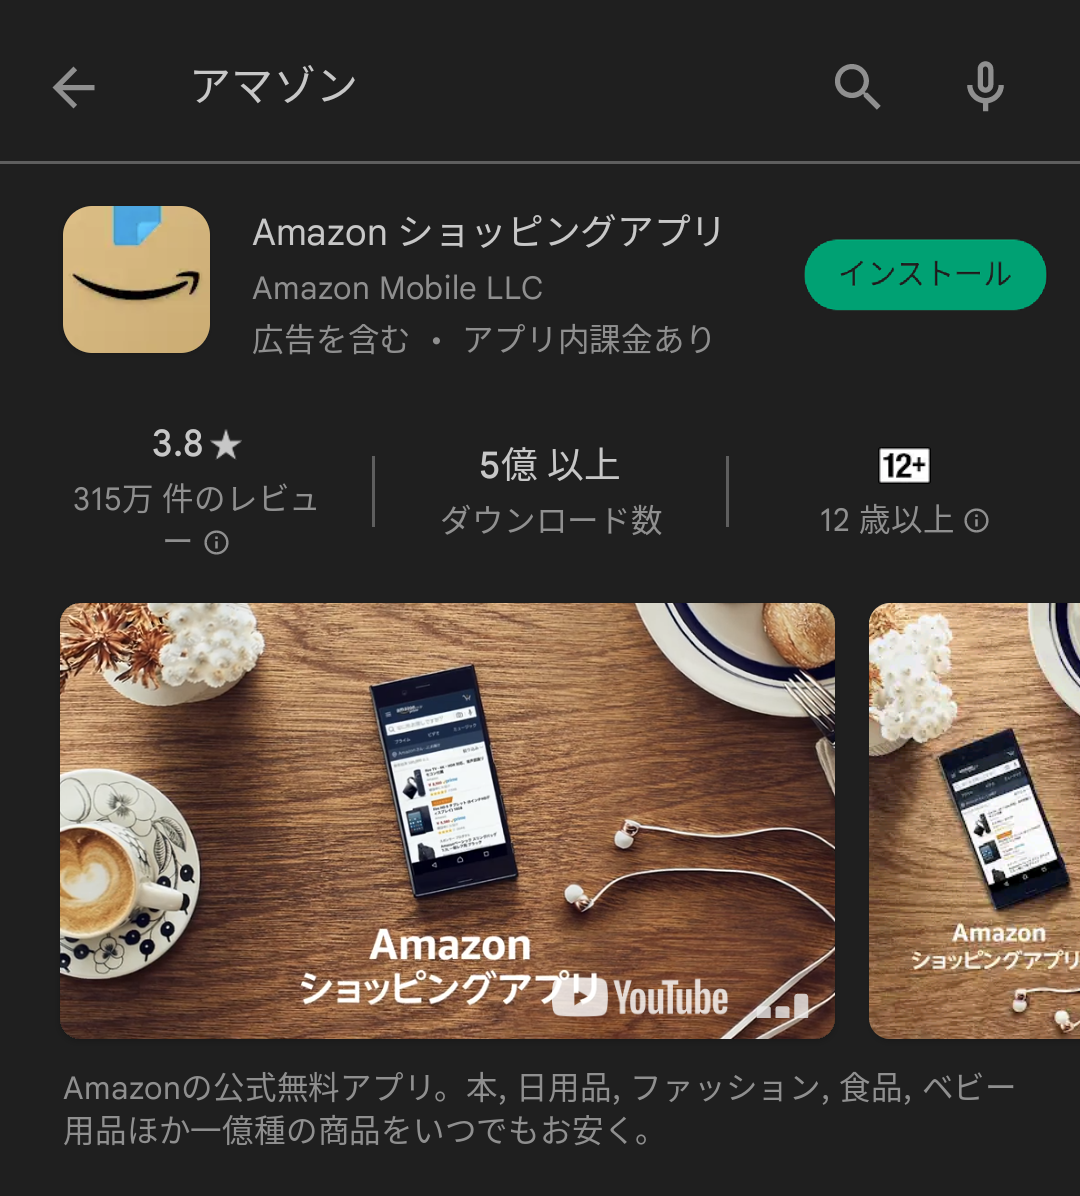 アマゾン
Amazon ショッピングアプリ
Amazon Mobile LLC
インストール
広告を含む ・ アプリ内課金あり
3.8★
315万 件のレビュ
ー
5億 以上
ダウンロード数
12+
12 歳以上
Amazon
ショッピングアプリ
YouTube
Amazon
ショッピングアプリ
Amazonの公式無料アプリ。本, 日用品, ファッション, 食品, ベビー
用品ほか一億種の商品をいつでもお安く。